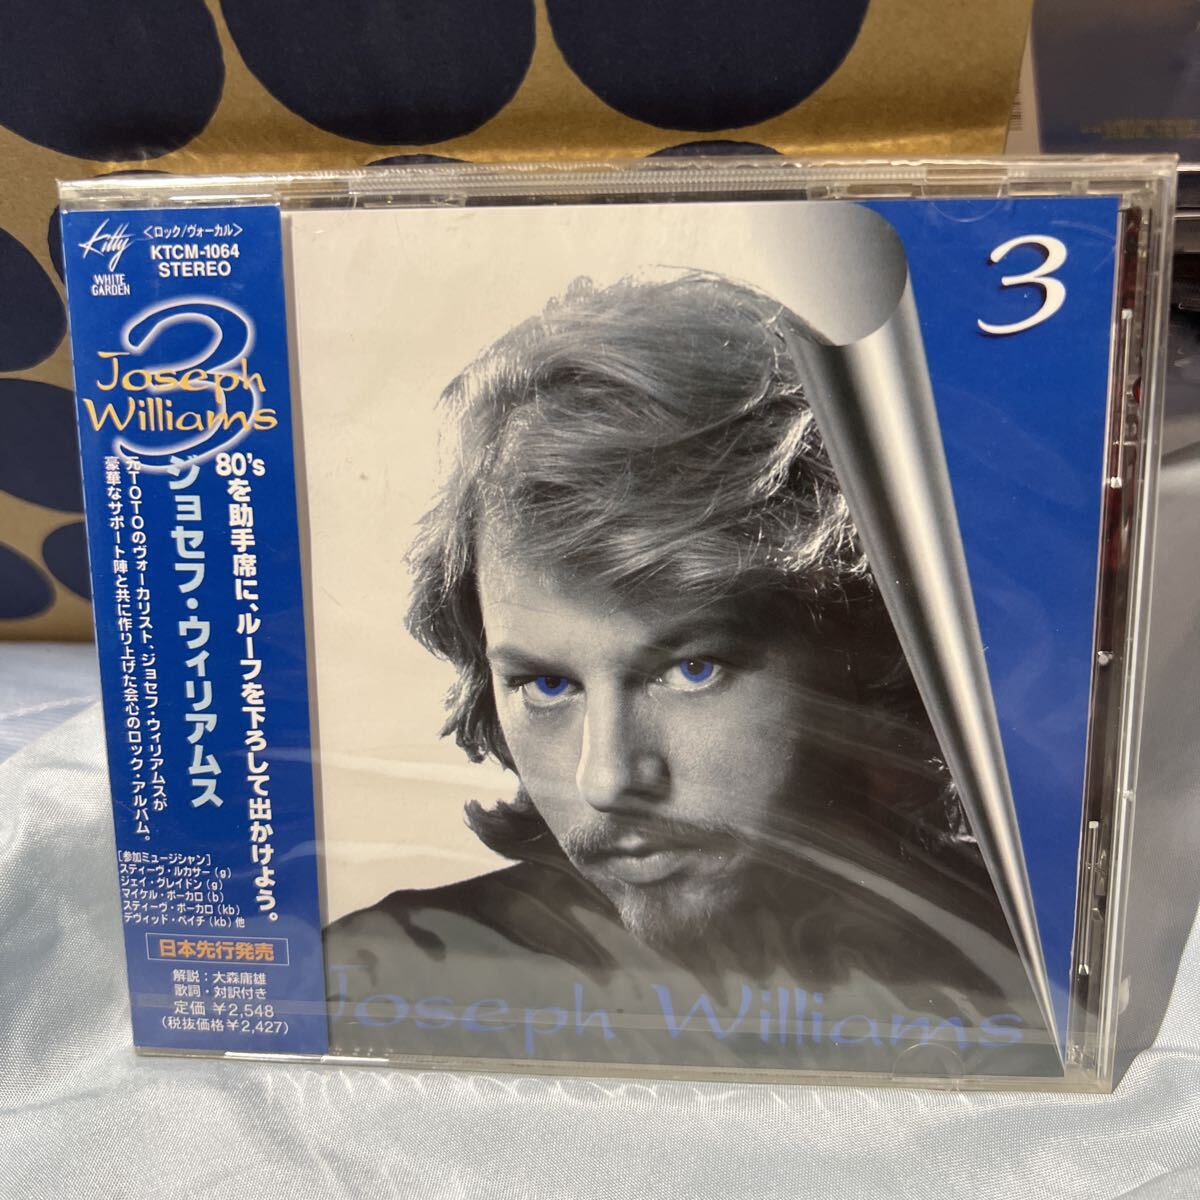 Kitty
WHITE
GARDEN
<ロック/ヴォーカル>
KTCM-1064
STEREO
3
Joseph
Williams
ジョセフ・ウィリアムス
80'sを助手席に、ルーフを下ろして出かけよう。
元TOTOのヴォーカリスト、ジョセフ・ウィリアムスが
豪華なサポート陣と共に作り上げた会心のロック・アルバム。
[参加ミュージシャン]
スティーヴ・ルカサー(g)
ジェイ・グレイドン(g)
マイケル・ポーカロ(b)
スティーヴ・ポーカロ(kb)
デヴィッド・ペイチ(kb)他
日本先行発売
解説:大森庸雄
歌詞・対訳付き
定価 ¥2,548
(税抜価格¥2,427)
3
Joseph Williams